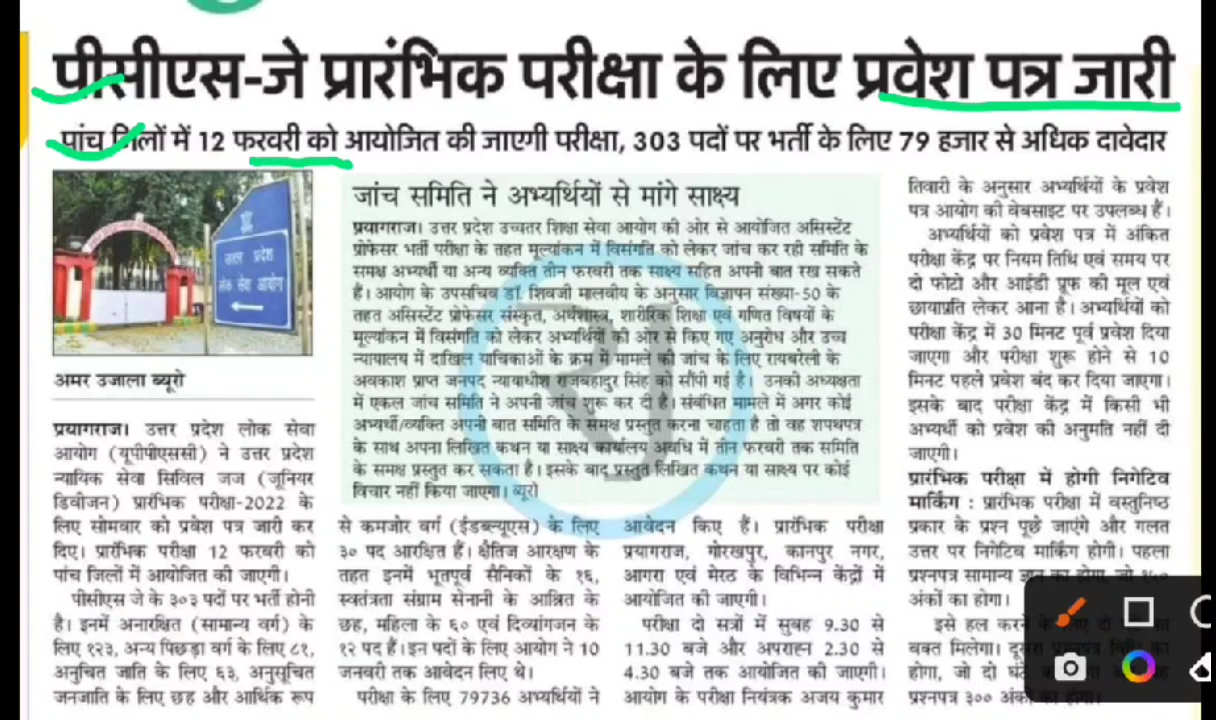 पीसीएस-जे प्रारंभिक परीक्षा के लिए प्रवेश पत्र जारी
पांच जिलों में 12 फरवरी को आयोजित की जाएगी परीक्षा, 303 पदों पर भर्ती के लिए 79 हजार से अधिक दावेदार
उत्तर प्रदेश
लोक सेवा आयोग
अमर उजाला ब्यूरो
प्रयागराज। उत्तर प्रदेश लोक सेवा
आयोग (यूपीपीएससी) ने उत्तर प्रदेश
न्यायिक सेवा सिविल जज (जूनियर
डिवीजन) प्रारंभिक परीक्षा-2022 के
लिए सोमवार को प्रवेश पत्र जारी कर
दिए। प्रारंभिक परीक्षा 12 फरवरी को
पांच जिलों में आयोजित की जाएगी।
पीसीएस जे के ३०३ पदों पर भर्ती होनी
है। इनमें अनारक्षित (सामान्य वर्ग) के
लिए १२३, अन्य पिछड़ा वर्ग के लिए ८१,
अनुचित जाति के लिए ६३, अनुसूचित
जनजाति के लिए छह और आर्थिक रूप
जांच समिति ने अभ्यर्थियों से मांगे साक्ष्य
प्रयागराज। उत्तर प्रदेश उच्चतर शिक्षा सेवा आयोग की ओर से आयोजित असिस्टेंट
प्रोफेसर भर्ती परीक्षा के तहत मूल्यांकन में विसंगति को लेकर जांच कर रही समिति के
समक्ष अभ्यर्थी या अन्य व्यक्ति तीन फरवरी तक साक्ष्य सहित अपनी बात रख सकते
हैं। आयोग के उपसचिव डॉ. शिवजी मालवीय के अनुसार विज्ञापन संख्या-50 के
तहत असिस्टेंट प्रोफेसर संस्कृत, अर्थशास्त्र, शारीरिक शिक्षा एवं गणित विषयों के
मूल्यांकन में विसंगति को लेकर अभ्यर्थियों की ओर से किए गए अनुरोध और उच्च
न्यायालय में दाखिल याचिकाओं के क्रम में मामले की जांच के लिए रायबरेली के
अवकाश प्राप्त जनपद न्यायाधीश राजबहादुर सिंह को सौंपी गई है। उनकी अध्यक्षता
में एकल जांच समिति ने अपनी जांच शुरू कर दी है। संबंधित मामले में अगर कोई
अभ्यर्थी/व्यक्ति अपनी बात समिति के समक्ष प्रस्तुत करना चाहता है तो वह शपथपत्र
के साथ अपना लिखित कथन या साक्ष्य कार्यालय अवधि में तीन फरवरी तक समिति
के समक्ष प्रस्तुत कर सकता है। इसके बाद प्रस्तुत लिखित कथन या साक्ष्य पर कोई
विचार नहीं किया जाएगा। ब्यूरो
से कमजोर वर्ग (ईडब्ल्यूएस) के लिए
३० पद आरक्षित हैं। क्षैतिज आरक्षण के
तहत इनमें भूतपूर्व सैनिकों के १६,
स्वतंत्रता संग्राम सेनानी के आश्रित के
छह, महिला के ६० एवं दिव्यांगजन के
१२ पद हैं। इन पदों के लिए आयोग ने 10
जनवरी तक आवेदन लिए थे।
परीक्षा के लिए 79736 अभ्यर्थियों ने
आवेदन किए हैं। प्रारंभिक परीक्षा
प्रयागराज, गोरखपुर, कानपुर नगर,
आगरा एवं मेरठ के विभिन्न केंद्रों में
आयोजित की जाएगी।
परीक्षा दो सत्रों में सुबह 9.30 से
11.30 बजे और अपराह्न 2.30 से
4.30 बजे तक आयोजित की जाएगी।
आयोग के परीक्षा नियंत्रक अजय कुमार
तिवारी के अनुसार अभ्यर्थियों के प्रवेश
पत्र आयोग की वेबसाइट पर उपलब्ध हैं।
अभ्यर्थियों को प्रवेश पत्र में अंकित
परीक्षा केंद्र पर नियम तिथि एवं समय पर
दो फोटो और आईडी प्रूफ की मूल एवं
छायाप्रति लेकर आना है। अभ्यर्थियों को
परीक्षा केंद्र में 30 मिनट पूर्व प्रवेश दिया
जाएगा और परीक्षा शुरू होने से 10
मिनट पहले प्रवेश बंद कर दिया जाएगा।
इसके बाद परीक्षा केंद्र में किसी भी
अभ्यर्थी को प्रवेश की अनुमति नहीं दी
जाएगी।
प्रारंभिक परीक्षा में होगी निगेटिव
मार्किंग : प्रारंभिक परीक्षा में वस्तुनिष्ठ
प्रकार के प्रश्न पूछे जाएंगे और गलत
उत्तर पर निगेटिव मार्किंग होगी। पहला
प्रश्नपत्र सामान्य ज्ञान का होगा, जो १५०
अंकों का होगा।
इसे हल करने
वक्त मिलेगा।
होगा, जो दो घंटे
प्रश्नपत्र ३०० अंकों का होगा।